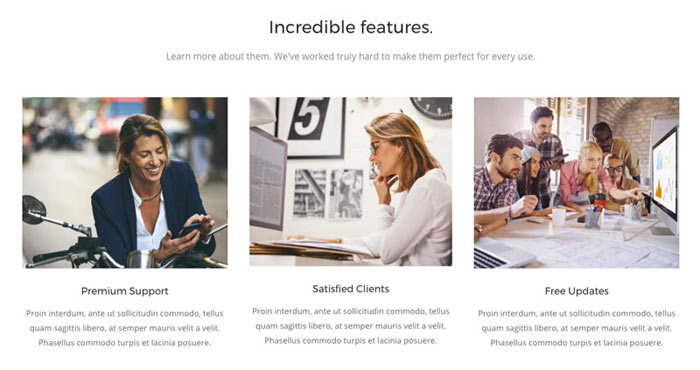 Incredible features.
Learn more about them. We've worked truly hard to make them perfect for every use.
5
Premium Support
Proin interdum, ante ut sollicitudin commodo, tellus
quam sagittis libero, at semper mauris velit a velit.
Phasellus commodo turpis et lacinia posuere.
Satisfied Clients
Proin interdum, ante ut sollicitudin commodo, tellus
quam sagittis libero, at semper mauris velit a velit.
Phasellus commodo turpis et lacinia posuere.
Free Updates
Proin interdum, ante ut sollicitudin commodo, tellus
quam sagittis libero, at semper mauris velit a velit.
Phasellus commodo turpis et lacinia posuere.